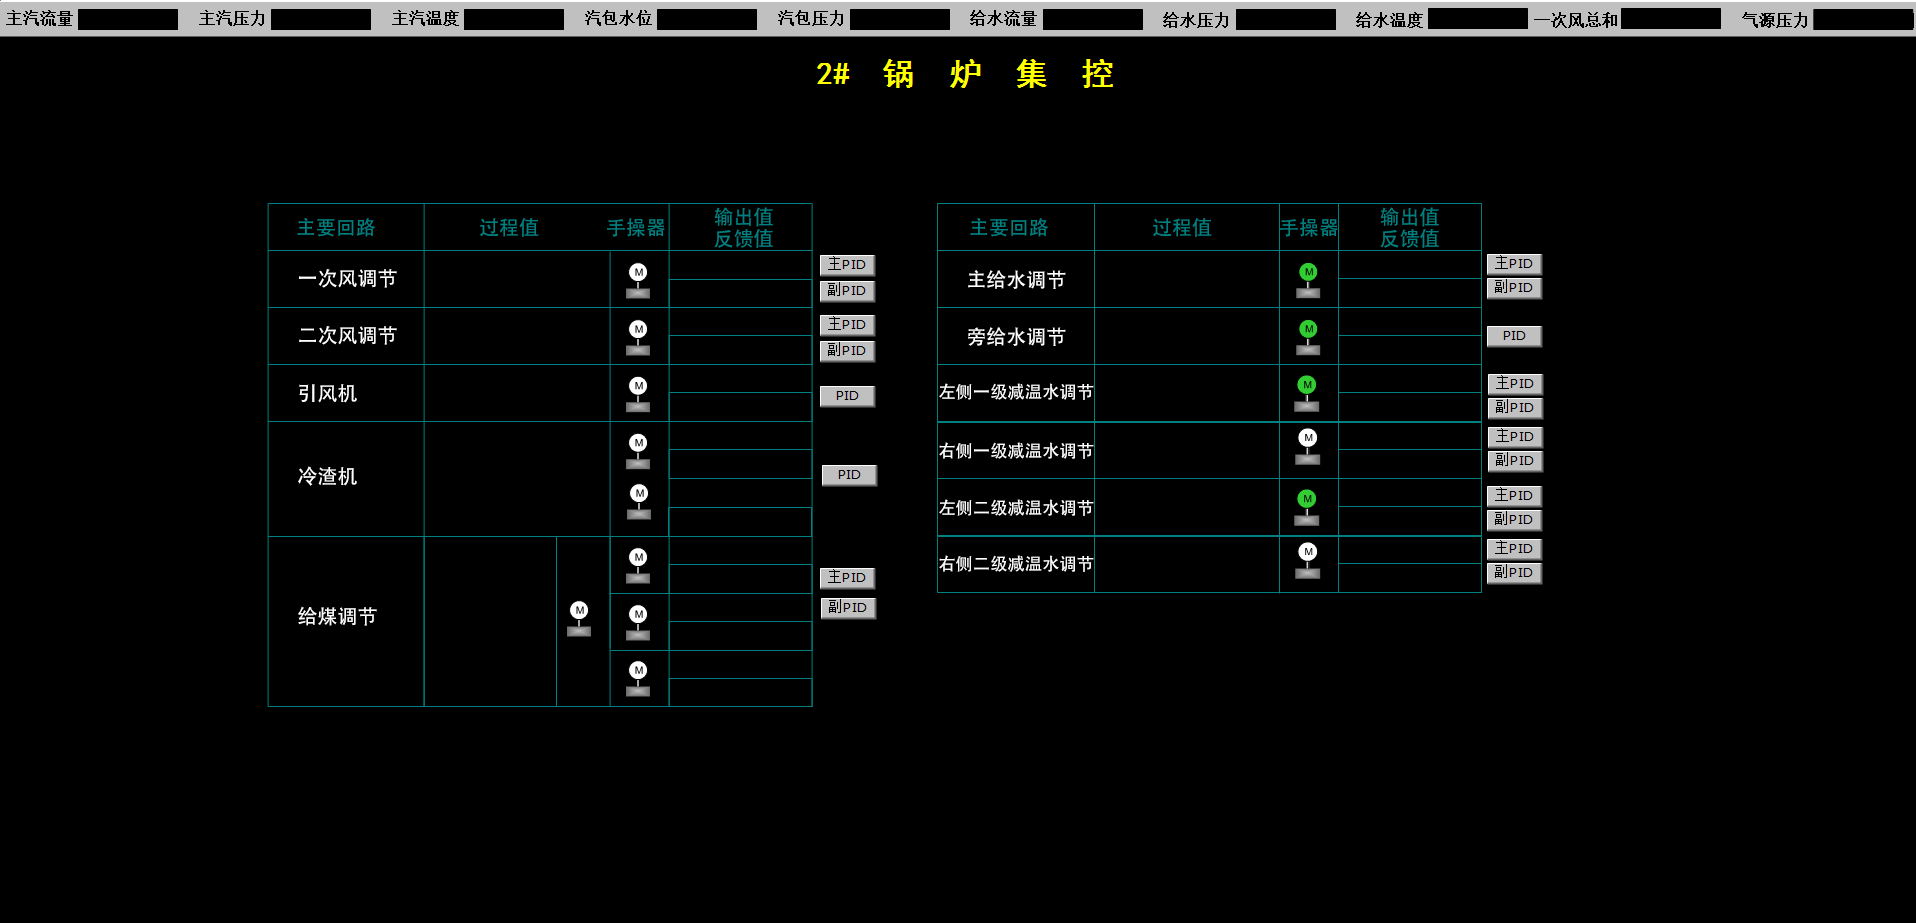 主汽流量 主汽压力 主汽温度 汽包水位 汽包压力 给水流量 给水压力 给水温度 一次风总和 气源压力
2# 锅 炉 集 控
主要回路 过程值 手操器 输出值
反馈值
一次风调节 M 主PID
副PID
二次风调节 M 主PID
副PID
引风机 M PID
冷渣机 M PID
M
给煤调节 M M 主PID
M 副PID
M
主要回路 过程值 手操器 输出值
反馈值
主给水调节 M 主PID
副PID
旁给水调节 M PID
左侧一级减温水调节 M 主PID
副PID
右侧一级减温水调节 M 主PID
副PID
左侧二级减温水调节 M 主PID
副PID
右侧二级减温水调节 M 主PID
副PID